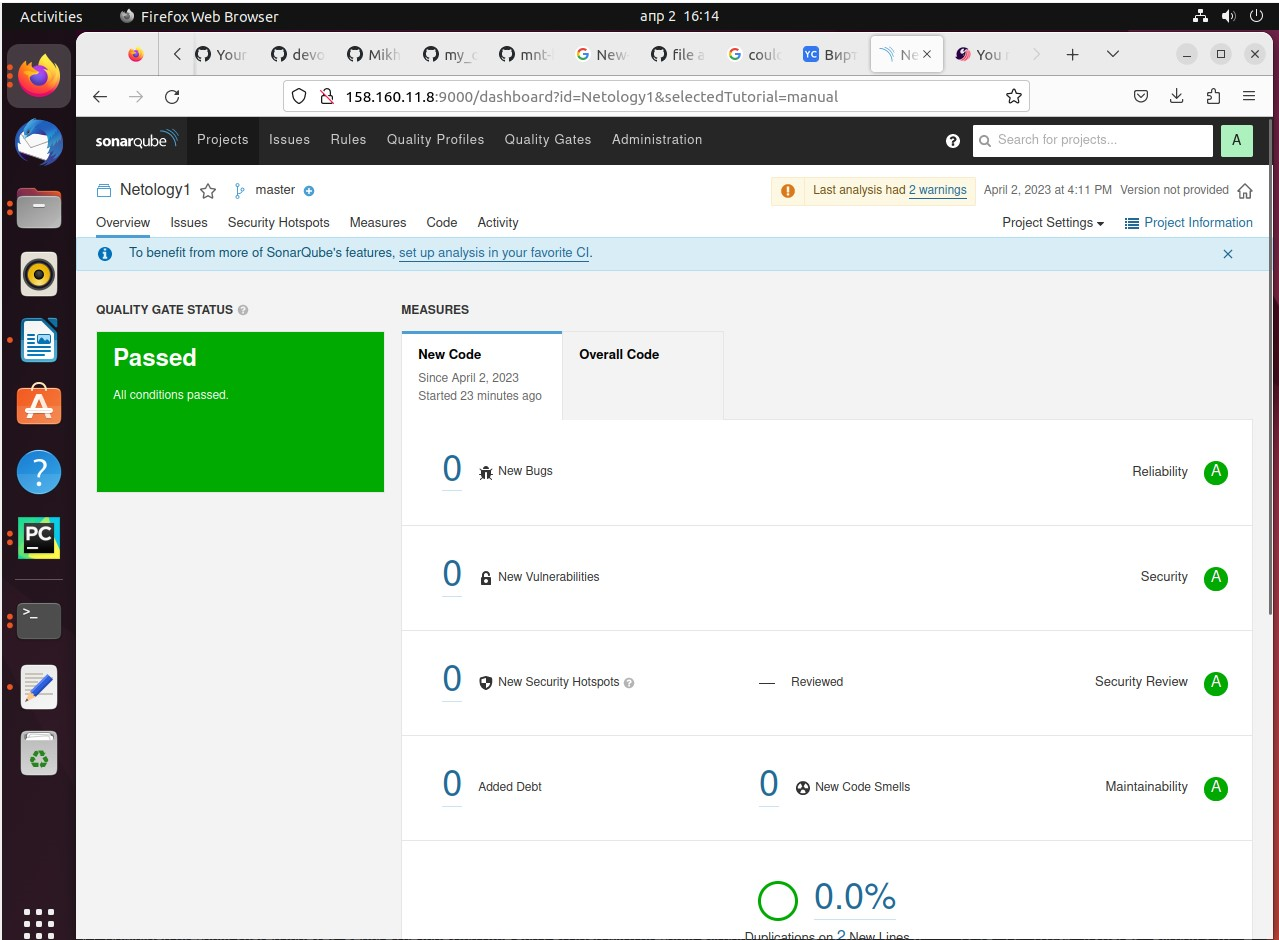 Activities
Firefox Web Browser
апр 2 16:14
Your
devo
Mikh
my_c
mnt-
New
file a
coul
YC Вирт
Ne
You
158.160.11.8:9000/dashboard?id=Netology1&selectedTutorial=manual
sonarqube Projects Issues Rules Quality Profiles Quality Gates Administration
Search for projects...
A
Netology1 master
Last analysis had 2 warnings April 2, 2023 at 4:11 PM Version not provided
Overview Issues Security Hotspots Measures Code Activity
Project Settings Project Information
To benefit from more of SonarQube's features, set up analysis in your favorite CI.
QUALITY GATE STATUS
Passed
All conditions passed.
MEASURES
New Code
Since April 2, 2023
Started 23 minutes ago
Overall Code
0 New Bugs Reliability A
0 New Vulnerabilities Security A
0 New Security Hotspots — Reviewed Security Review A
0 Added Debt 0 New Code Smells Maintainability A
0.0%
Duplications on 2 New Lines
PC
>_